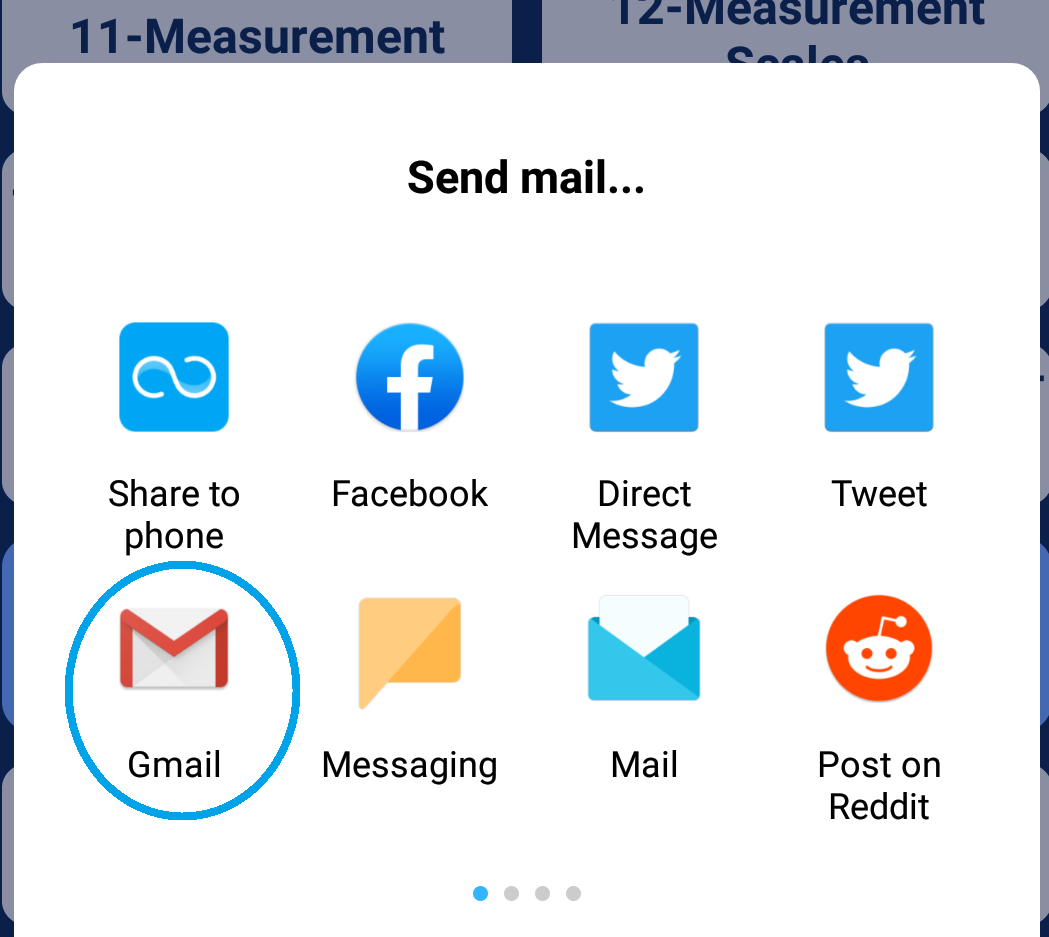 11-Measurement
12-Measurement
Scales
Send mail...
Share to
phone
Facebook
Direct
Message
Tweet
Gmail
Messaging
Mail
Post on
Reddit